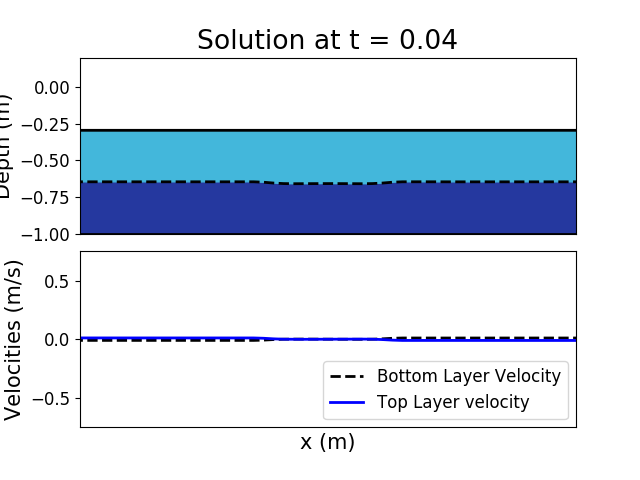 Solution at t = 0.04
Depth (m)
0.00
−0.25
−0.50
−0.75
−1.00
Velocities (m/s)
0.5
0.0
−0.5
Bottom Layer Velocity
Top Layer velocity
x (m)